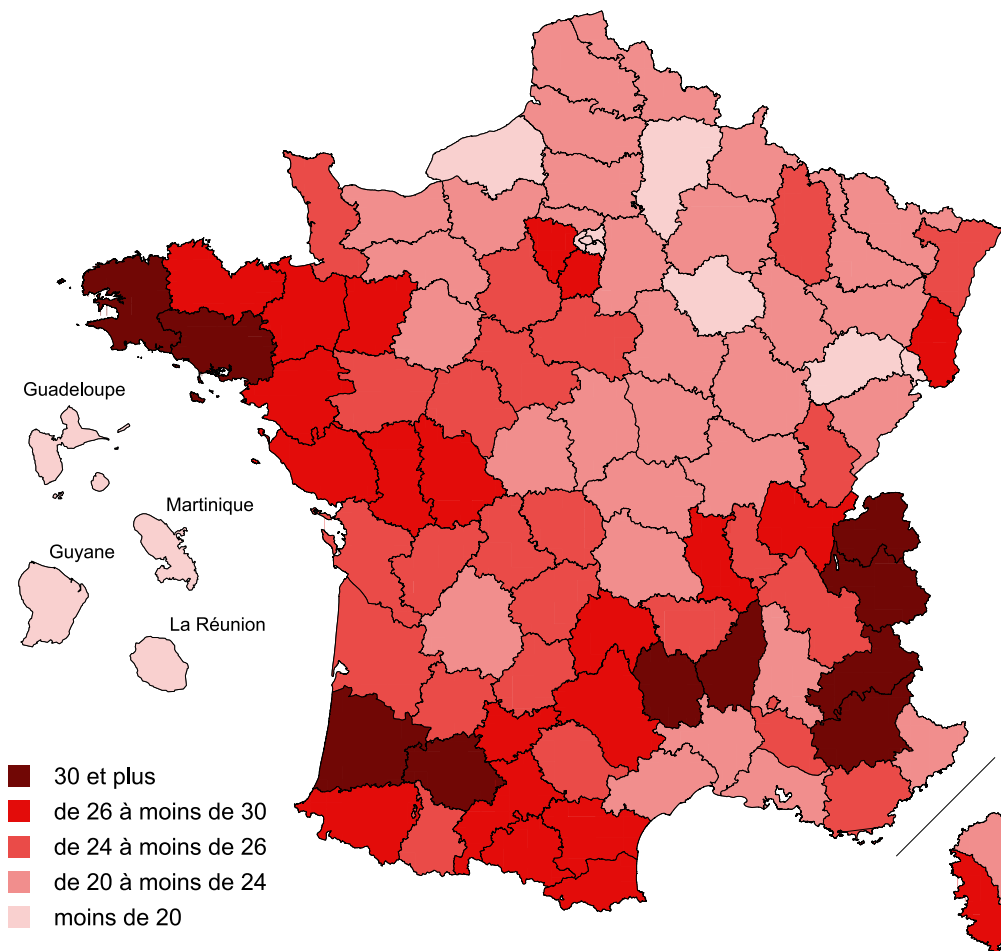 Guadeloupe
Martinique
Guyane
La Réunion
30 et plus
de 26 à moins de 30
de 24 à moins de 26
de 20 à moins de 24
moins de 20